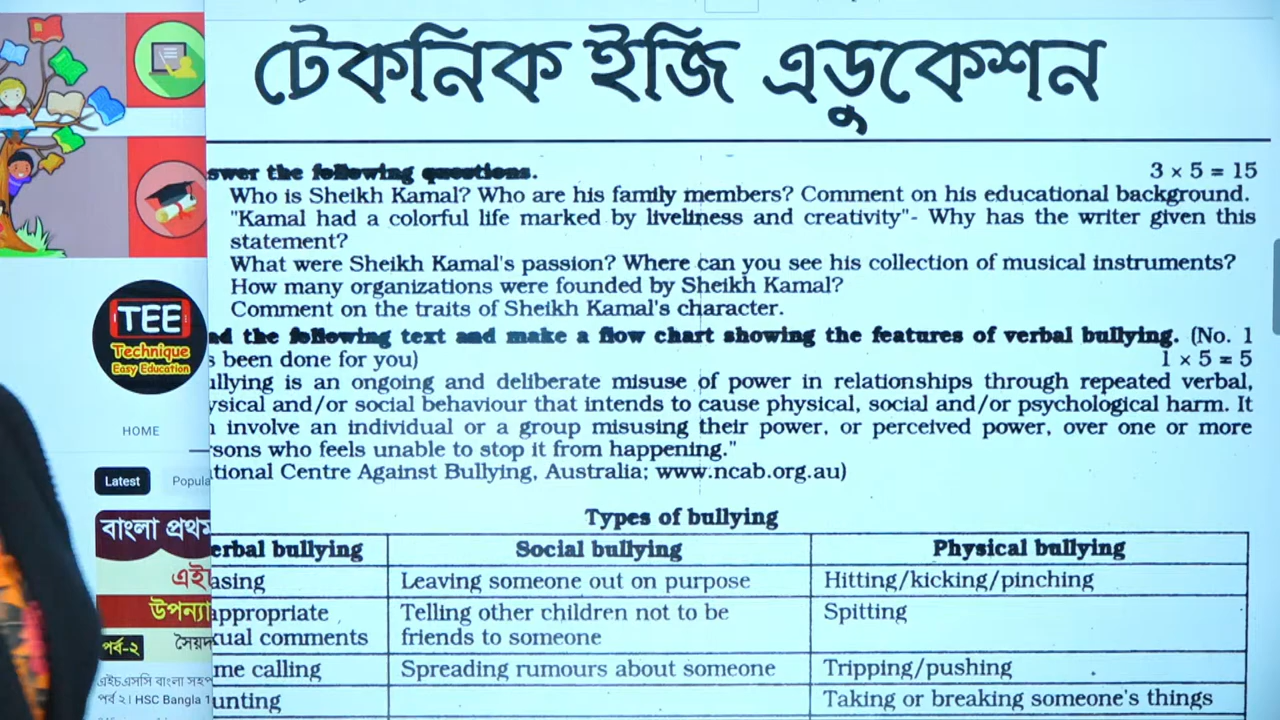 টেকনিক ইজি এডুকেশন
swer the following questions. 3 × 5 = 15
Who is Sheikh Kamal? Who are his family members? Comment on his educational background.
"Kamal had a colorful life marked by liveliness and creativity"- Why has the writer given this
statement?
What were Sheikh Kamal's passion? Where can you see his collection of musical instruments?
How many organizations were founded by Sheikh Kamal?
Comment on the traits of Sheikh Kamal's character.
the following text and make a flow chart showing the features of verbal bullying. (No. 1
been done for you) 1 × 5 = 5
ullying is an ongoing and deliberate misuse of power in relationships through repeated verbal,
ysical and/or social behaviour that intends to cause physical, social and/or psychological harm. It
involve an individual or a group misusing their power, or perceived power, over one or more
rsons who feels unable to stop it from happening."
tional Centre Against Bullying, Australia; www.ncab.org.au)
Types of bullying
erbal bullying Social bullying Physical bullying
asing Leaving someone out on purpose Hitting/kicking/pinching
appropriate Telling other children not to be Spitting
xual comments friends to someone
me calling Spreading rumours about someone Tripping/pushing
unting Taking or breaking someone's things
TEE
Technique
Easy Education
HOME
Latest Popula
বাংলা প্রথম
এই
উপন্যা
পর্ব-২ সৈয়দ
এইচএসসি বাংলা সহপ
পর্ব ২। HSC Bangla 1